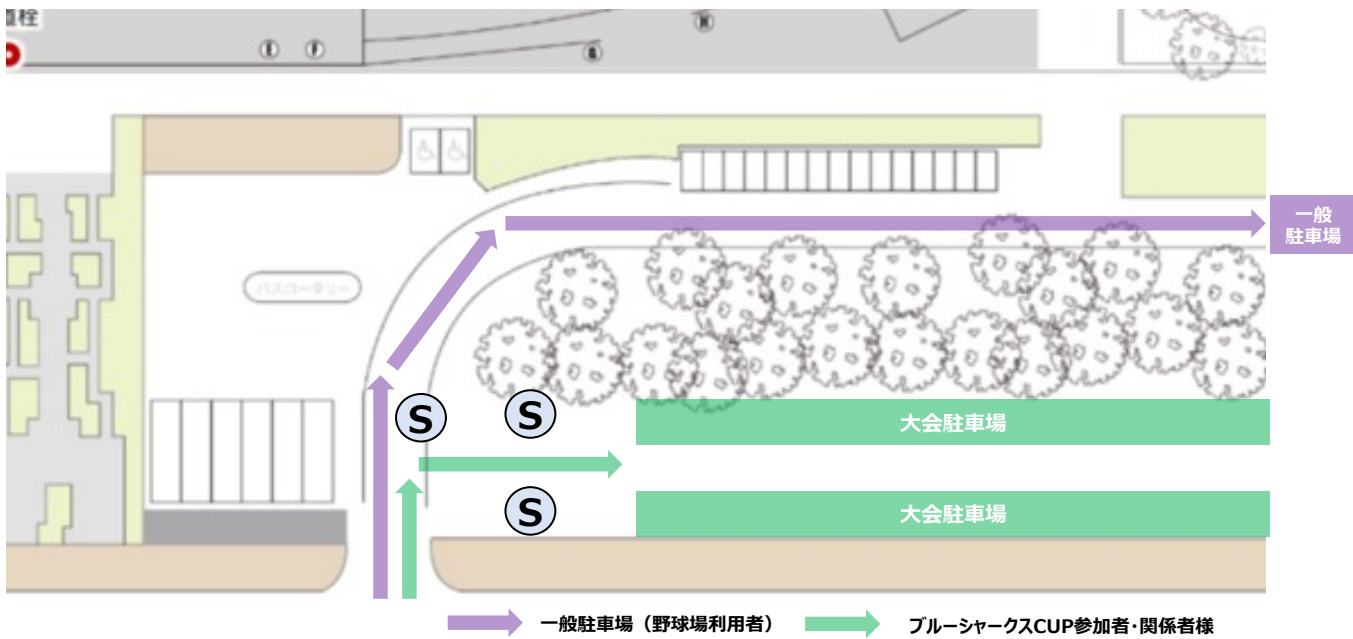 直栓
H
E F G
一般
駐車場
バスロータリー
S S
大会駐車場
S
大会駐車場
一般駐車場（野球場利用者）
ブルーシャークスCUP参加者・関係者様